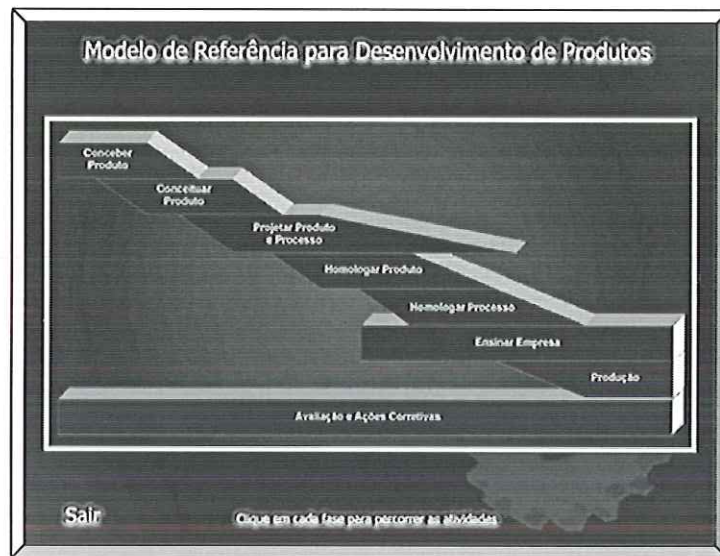 Modelo de Referência para Desenvolvimento de Produtos
Conceber
Produto
Conceituar
Produto
Projetar Produto
e Processo
Homologar Produto
Homologar Processo
Ensinar Empresa
Produção
Avaliação e Ações Corretivas
Sair
Clique em cada fase para percorrer as atividades